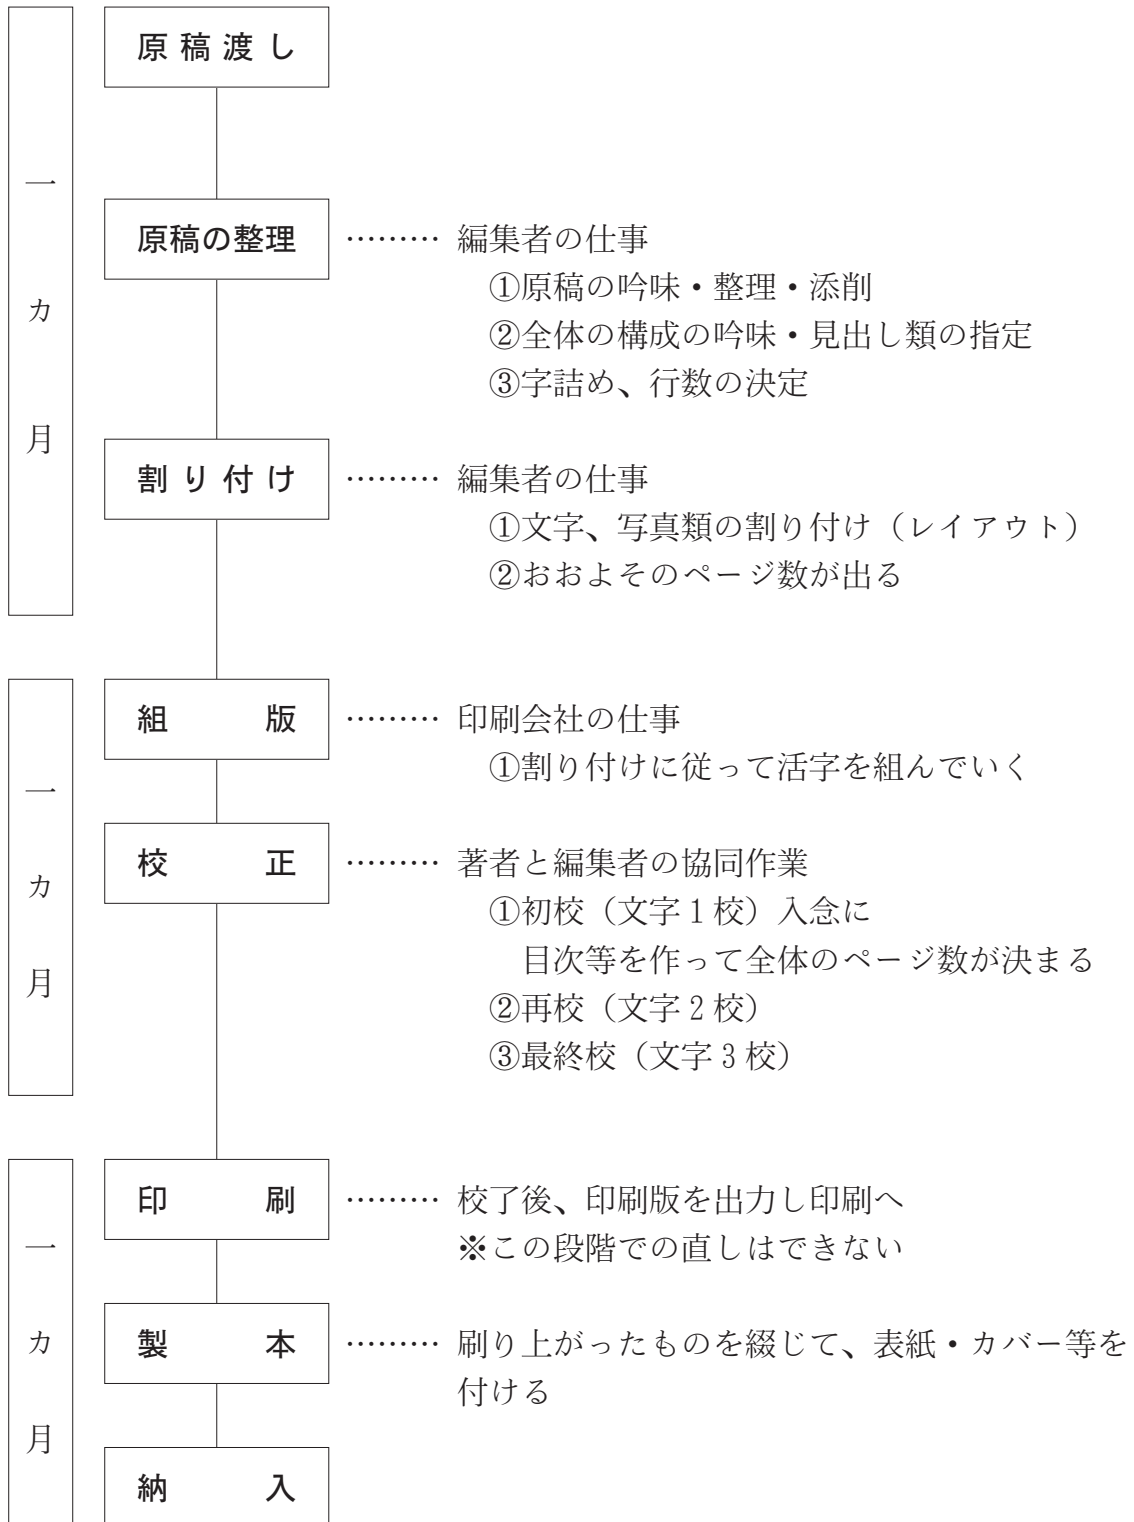 一カ月
原稿渡し
原稿の整理 ……… 編集者の仕事
①原稿の吟味・整理・添削
②全体の構成の吟味・見出し類の指定
③字詰め、行数の決定
割り付け ……… 編集者の仕事
①文字、写真類の割り付け（レイアウト）
②おおよそのページ数が出る
一カ月
組版 ……… 印刷会社の仕事
①割り付けに従って活字を組んでいく
校正 ……… 著者と編集者の協同作業
①初校（文字1校）入念に
目次等を作って全体のページ数が決まる
②再校（文字2校）
③最終校（文字3校）
一カ月
印刷 ……… 校了後、印刷版を出力し印刷へ
※この段階での直しはできない
製本 ……… 刷り上がったものを綴じて、表紙・カバー等を
付ける
納入